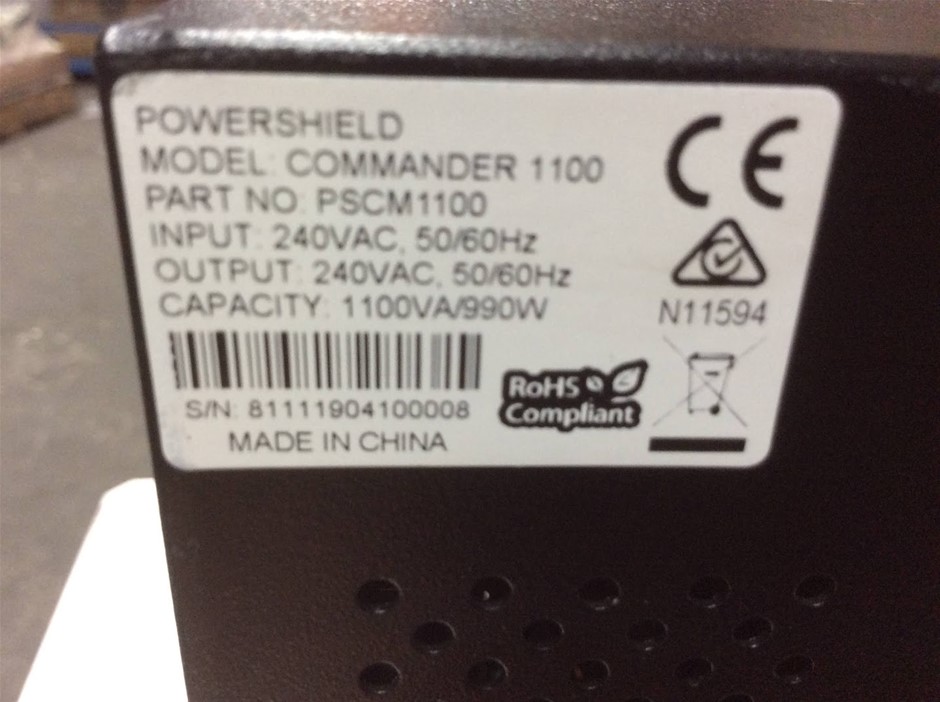 POWERSHIELD
MODEL: COMMANDER 1100
PART NO: PSCM1100
INPUT: 240VAC, 50/60Hz
OUTPUT: 240VAC, 50/60Hz
CAPACITY: 1100VA/990W
S/N: 81111904100008
MADE IN CHINA
CE
N11594
RoHS
Compliant